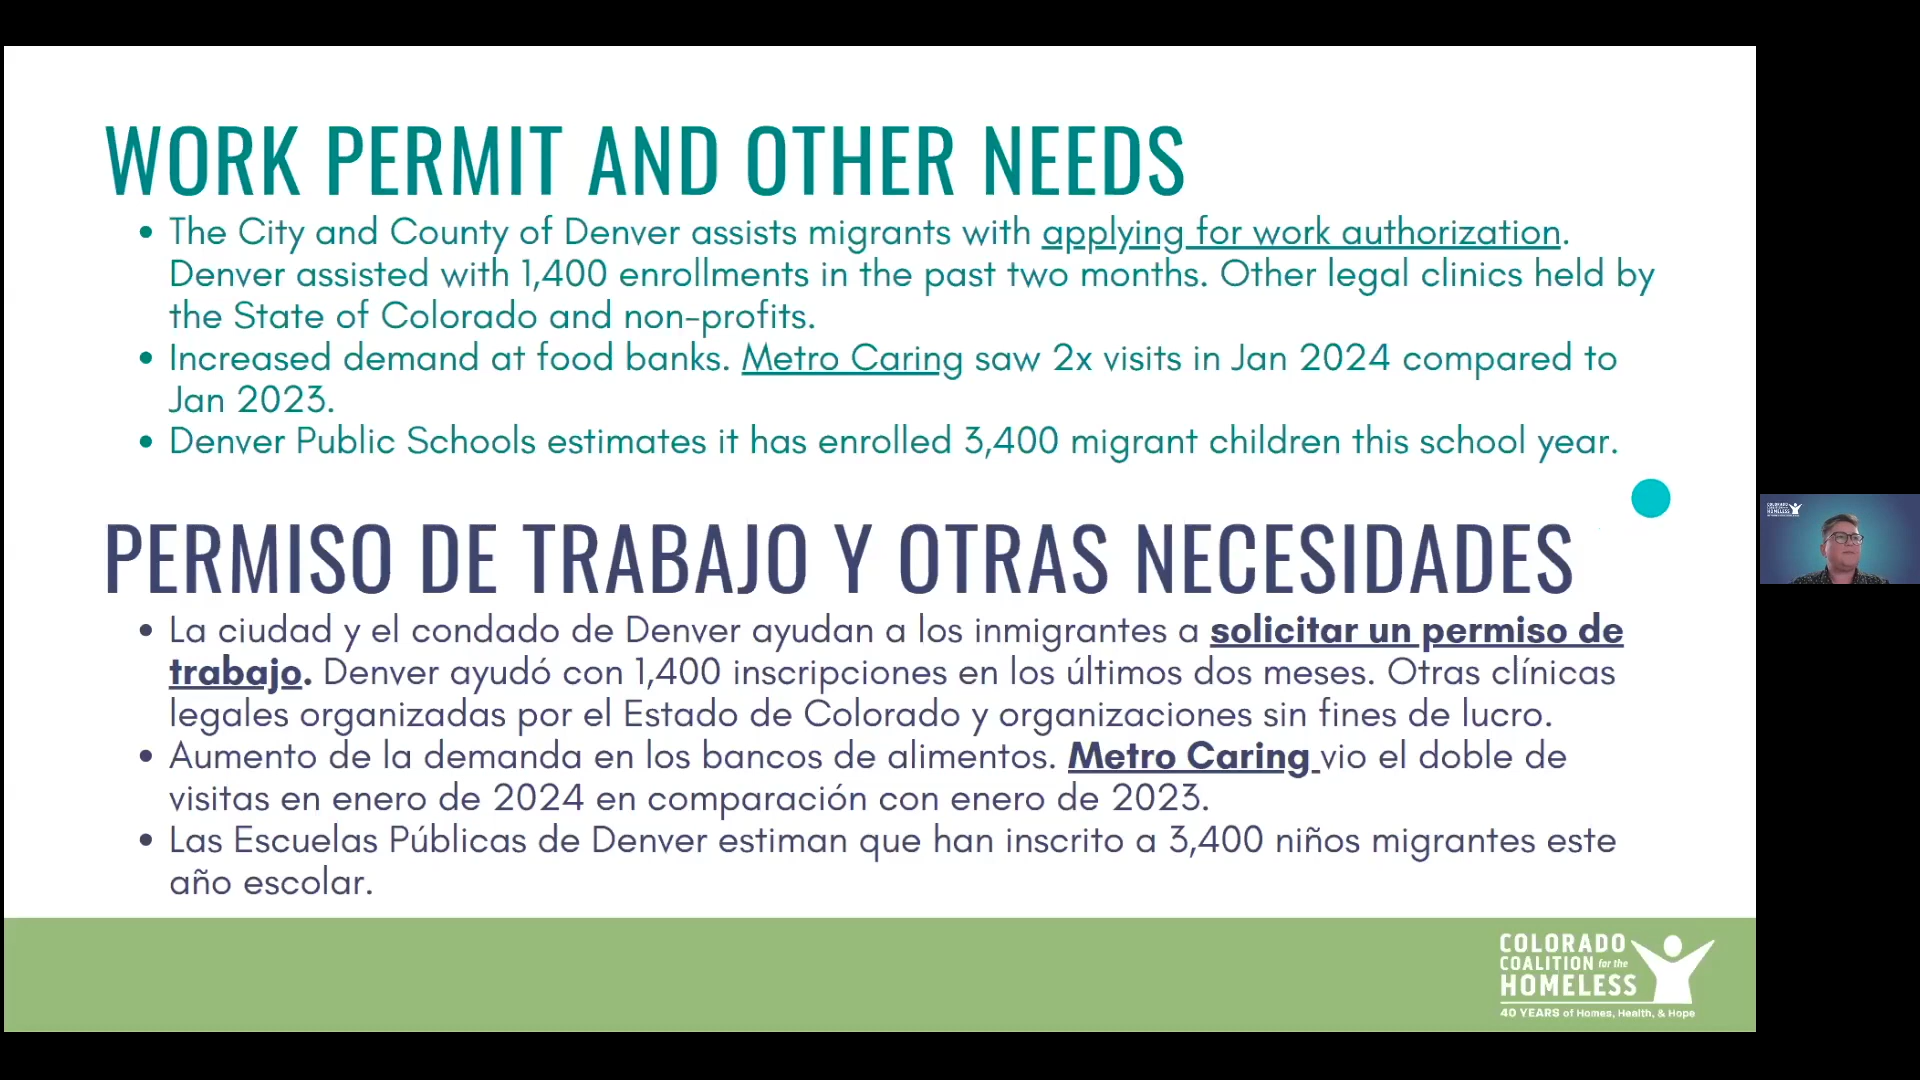 WORK PERMIT AND OTHER NEEDS
• The City and County of Denver assists migrants with applying for work authorization.
Denver assisted with 1,400 enrollments in the past two months. Other legal clinics held by
the State of Colorado and non-profits.
• Increased demand at food banks. Metro Caring saw 2x visits in Jan 2024 compared to
Jan 2023.
• Denver Public Schools estimates it has enrolled 3,400 migrant children this school year.
PERMISO DE TRABAJO Y OTRAS NECESIDADES
• La ciudad y el condado de Denver ayudan a los inmigrantes a solicitar un permiso de
trabajo. Denver ayudó con 1,400 inscripciones en los últimos dos meses. Otras clínicas
legales organizadas por el Estado de Colorado y organizaciones sin fines de lucro.
• Aumento de la demanda en los bancos de alimentos. Metro Caring vio el doble de
visitas en enero de 2024 en comparación con enero de 2023.
• Las Escuelas Públicas de Denver estiman que han inscrito a 3,400 niños migrantes este
año escolar.
COLORADO
COALITION for the
HOMELESS
40 YEARS of Homes, Health, & Hope
COLORADO
HOMELESS